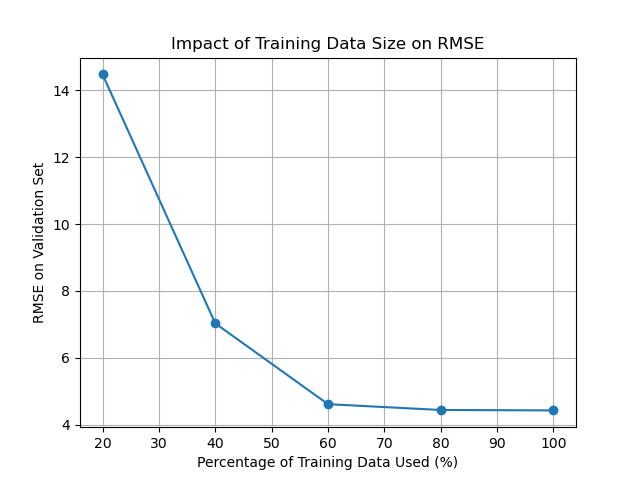 Impact of Training Data Size on RMSE
14
12
10
8
6
4
RMSE on Validation Set
20 30 40 50 60 70 80 90 100
Percentage of Training Data Used (%)